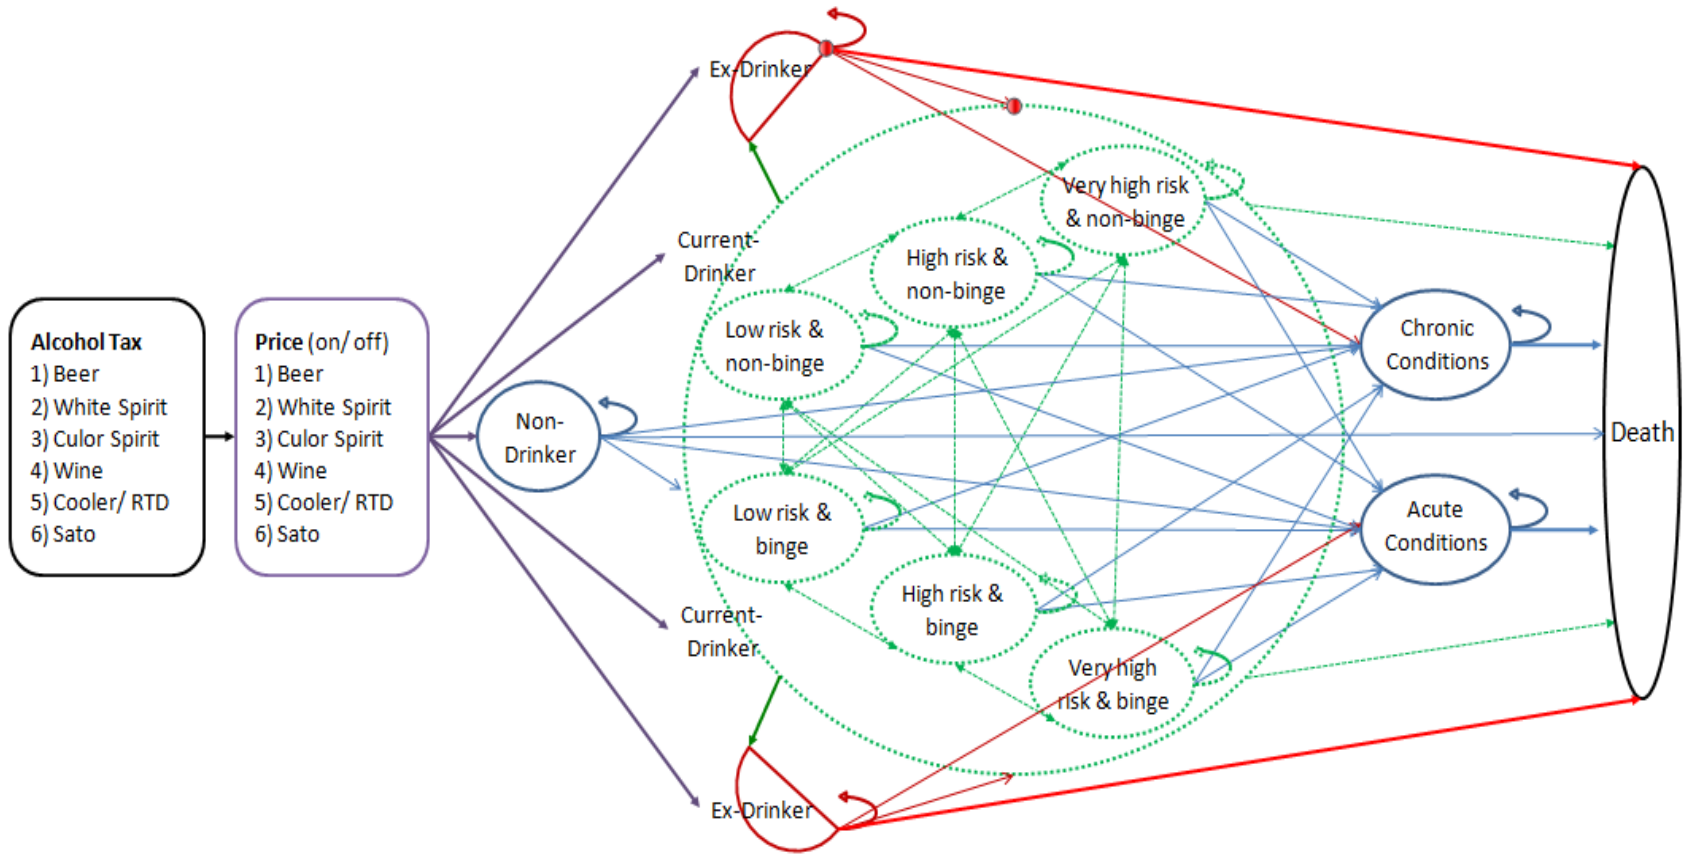 Alcohol Tax
1) Beer
2) White Spirit
3) Culor Spirit
4) Wine
5) Cooler/ RTD
6) Sato
Price (on/ off)
1) Beer
2) White Spirit
3) Culor Spirit
4) Wine
5) Cooler/ RTD
6) Sato
Non-
Drinker
Ex-Drinker
Current-
Drinker
Current-
Drinker
Ex-Drinker
Very high risk
& non-binge
High risk &
non-binge
Low risk &
non-binge
Low risk &
binge
High risk &
binge
Very high
risk & binge
Chronic
Conditions
Acute
Conditions
Death